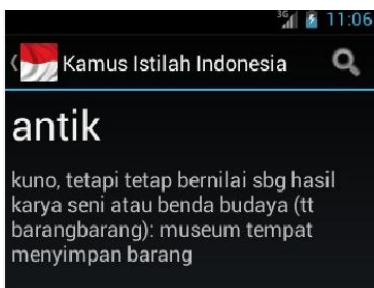 3G 11:06
Kamus Istilah Indonesia
antik
kuno, tetapi tetap bernilai sbg hasil
karya seni atau benda budaya (tt
barangbarang): museum tempat
menyimpan barang